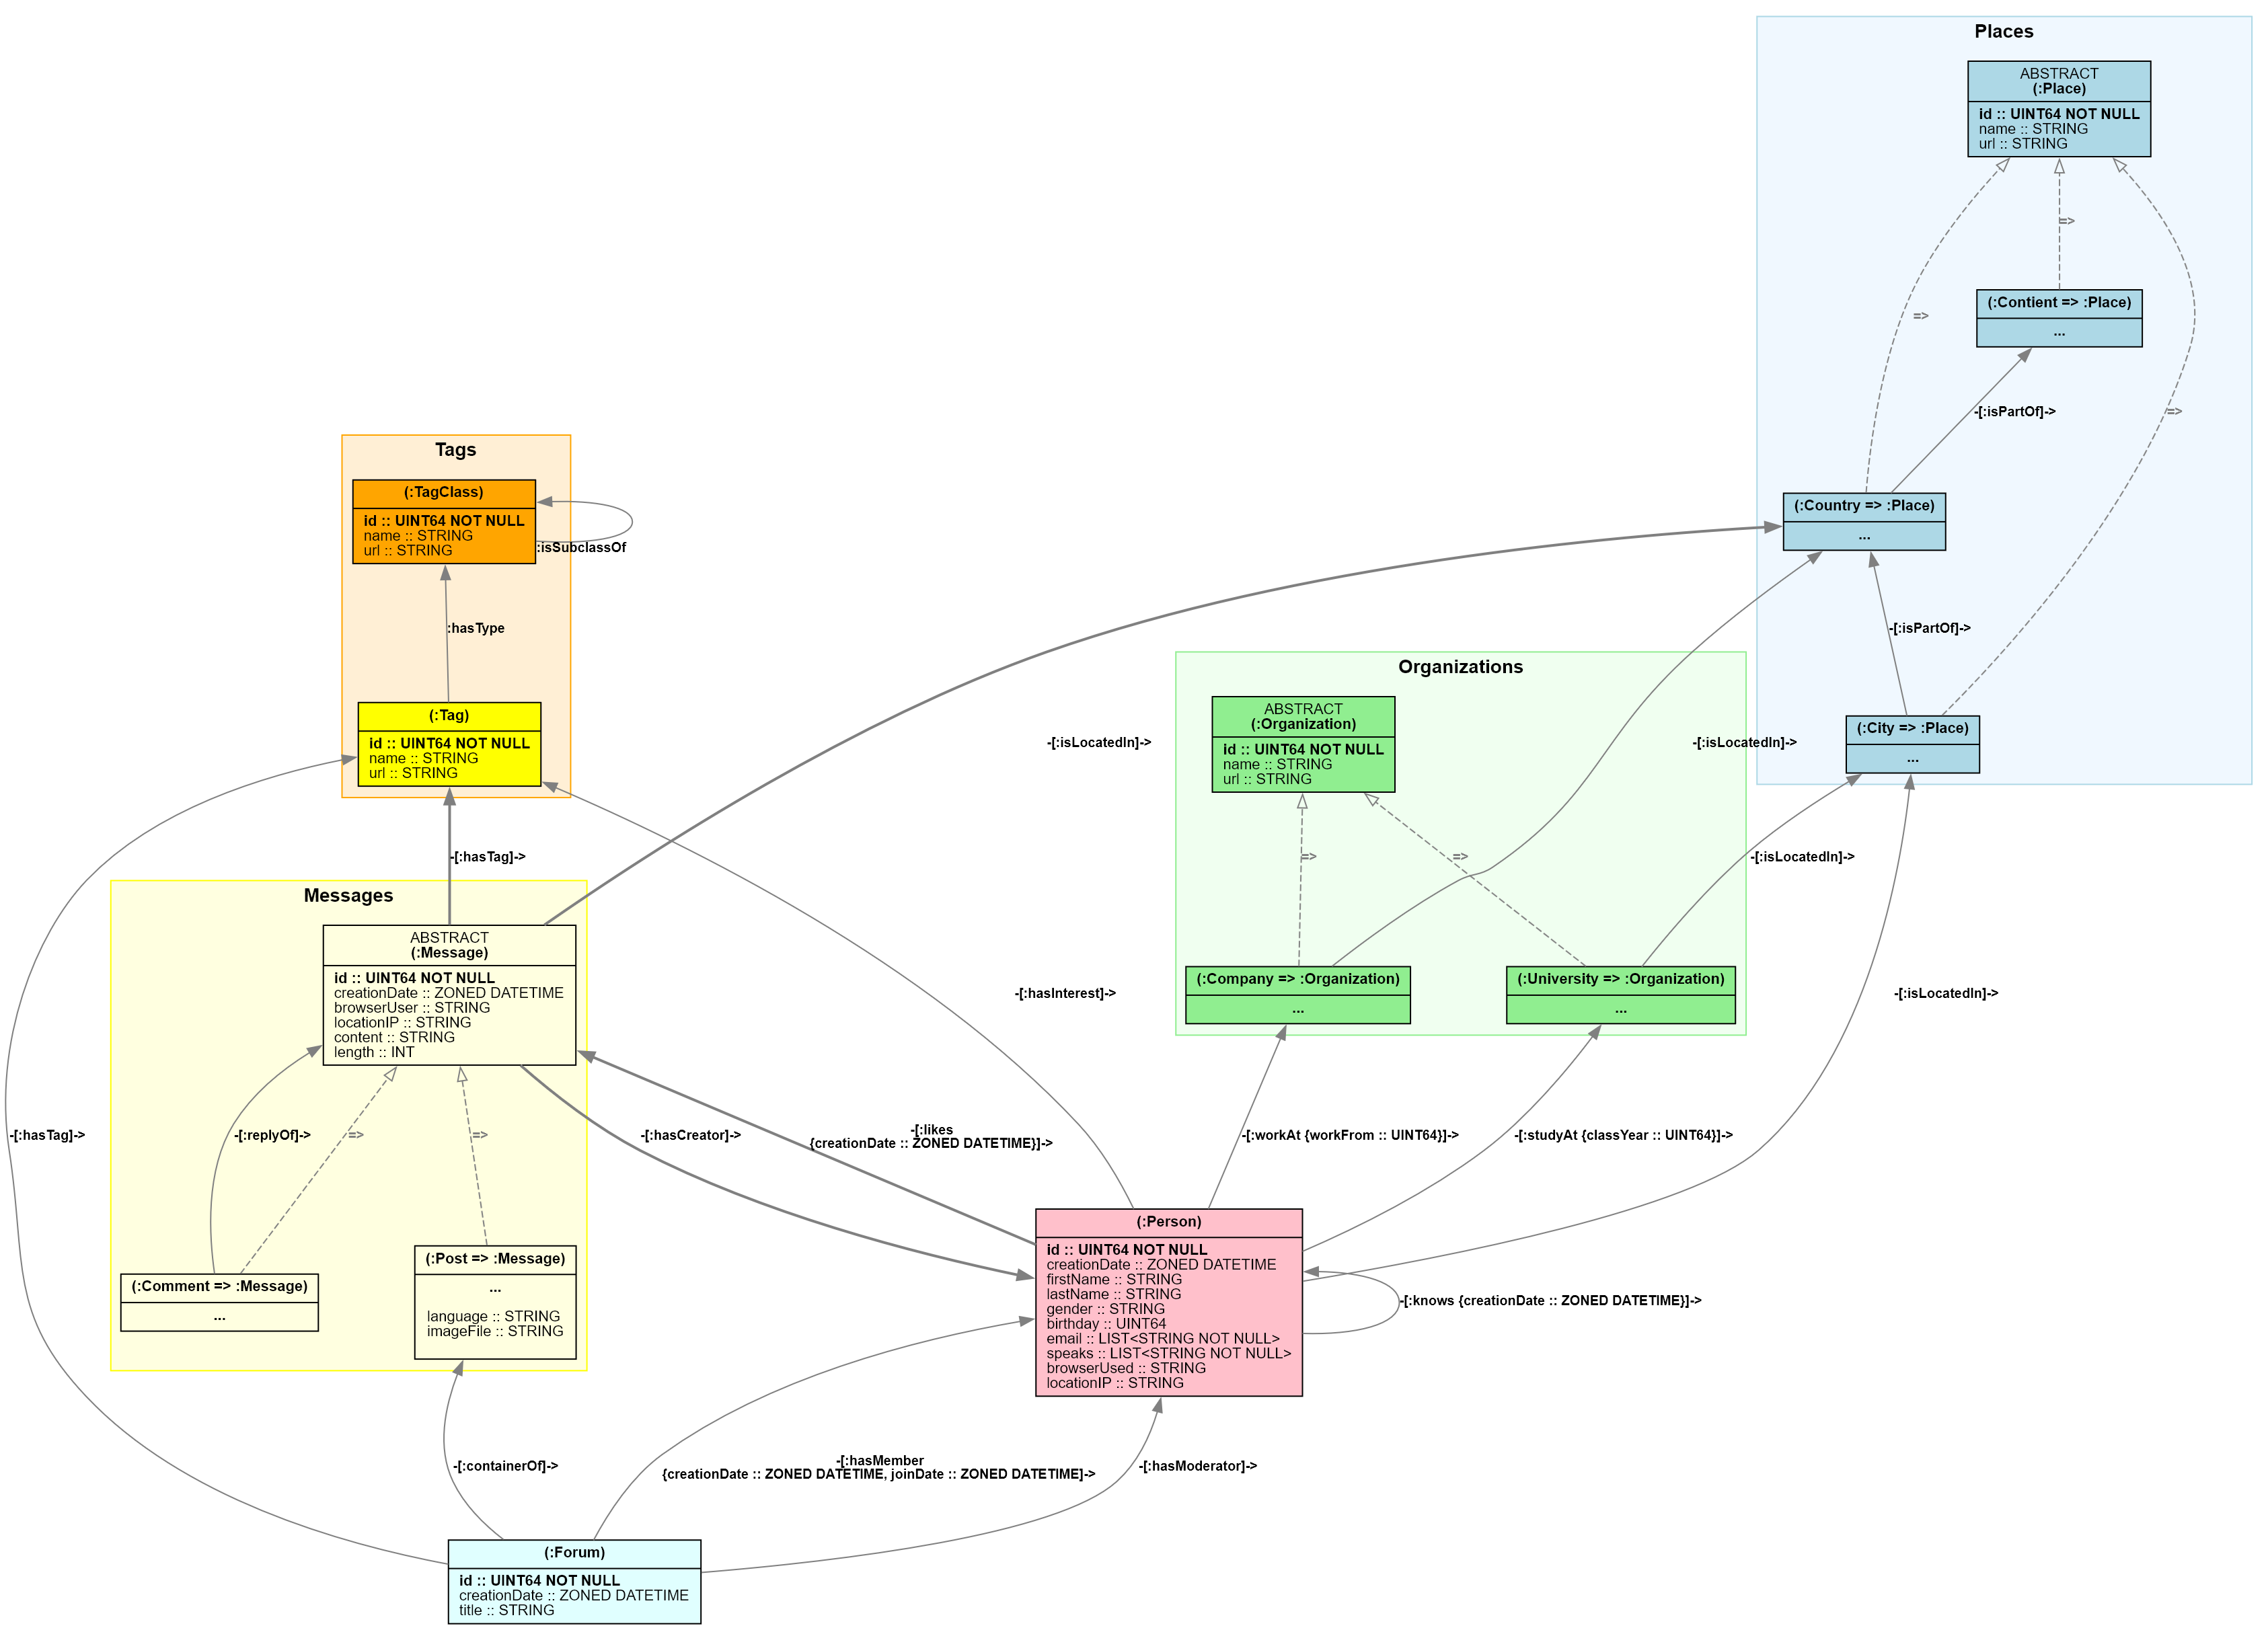 Places
ABSTRACT
(:Place)
id :: UINT64 NOT NULL
name :: STRING
url :: STRING
=>
(:Contient => :Place)
...
=>
-[:isPartOf]->
=>
Tags
(:TagClass)
id :: UINT64 NOT NULL
name :: STRING
url :: STRING
:isSubclassOf
(:Country => :Place)
...
:hasType
-[:isPartOf]->
Organizations
(:Tag)
id :: UINT64 NOT NULL
name :: STRING
url :: STRING
-[:isLocatedIn]->
ABSTRACT
(:Organization)
id :: UINT64 NOT NULL
name :: STRING
url :: STRING
-[:isLocatedIn]->
(:City => :Place)
...
-[:hasTag]->
=>
=>
-[:isLocatedIn]->
Messages
ABSTRACT
(:Message)
id :: UINT64 NOT NULL
creationDate :: ZONED DATETIME
browserUser :: STRING
locationIP :: STRING
content :: STRING
length :: INT
-[:hasInterest]->
(:Company => :Organization)
...
(:University => :Organization)
...
-[:isLocatedIn]->
-[:hasTag]->
-[:replyOf]->
=>
=>
-[:hasCreator]->
-[:likes
{creationDate :: ZONED DATETIME}]->
-[:workAt {workFrom :: UINT64}]->
-[:studyAt {classYear :: UINT64}]->
(:Comment => :Message)
...
(:Post => :Message)
...
language :: STRING
imageFile :: STRING
(:Person)
id :: UINT64 NOT NULL
creationDate :: ZONED DATETIME
firstName :: STRING
lastName :: STRING
gender :: STRING
birthday :: UINT64
email :: LIST<STRING NOT NULL>
speaks :: LIST<STRING NOT NULL>
browserUsed :: STRING
locationIP :: STRING
-[:knows {creationDate :: ZONED DATETIME}]->
-[:containerOf]->
-[:hasMember
{creationDate :: ZONED DATETIME, joinDate :: ZONED DATETIME]->
-[:hasModerator]->
(:Forum)
id :: UINT64 NOT NULL
creationDate :: ZONED DATETIME
title :: STRING